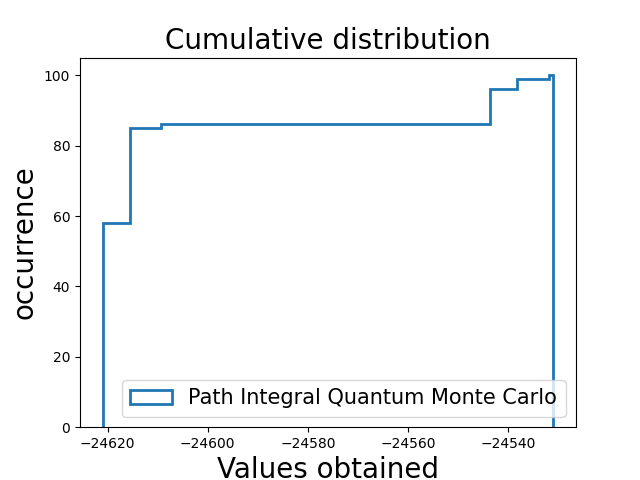 Cumulative distribution
100
80
60
40
20
0
occurrence
Path Integral Quantum Monte Carlo
−24620 −24600 −24580 −24560 −24540
Values obtained